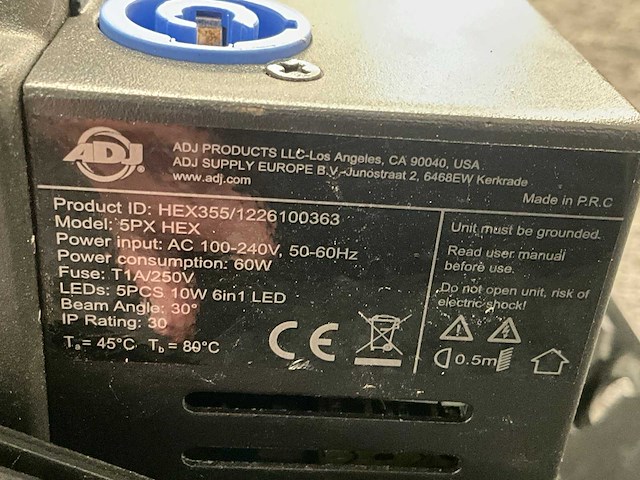 ADJ
ADJ PRODUCTS LLC-Los Angeles, CA 90040, USA
ADJ SUPPLY EUROPE B.V.-Junostraat 2, 6468EW Kerkrade
www.adj.com
Made in P.R.C
Product ID: HEX355/1226100363
Model: 5PX HEX
Power input: AC 100-240V, 50-60Hz
Power consumption: 60W
Fuse: T1A/250V
LEDs: 5PCS 10W 6in1 LED
Beam Angle: 30°
IP Rating: 30
Ta = 45°C Tb = 80°C
CE
Unit must be grounded.
Read user manual
before use.
Do not open unit, risk of
electric shock!
0.5m